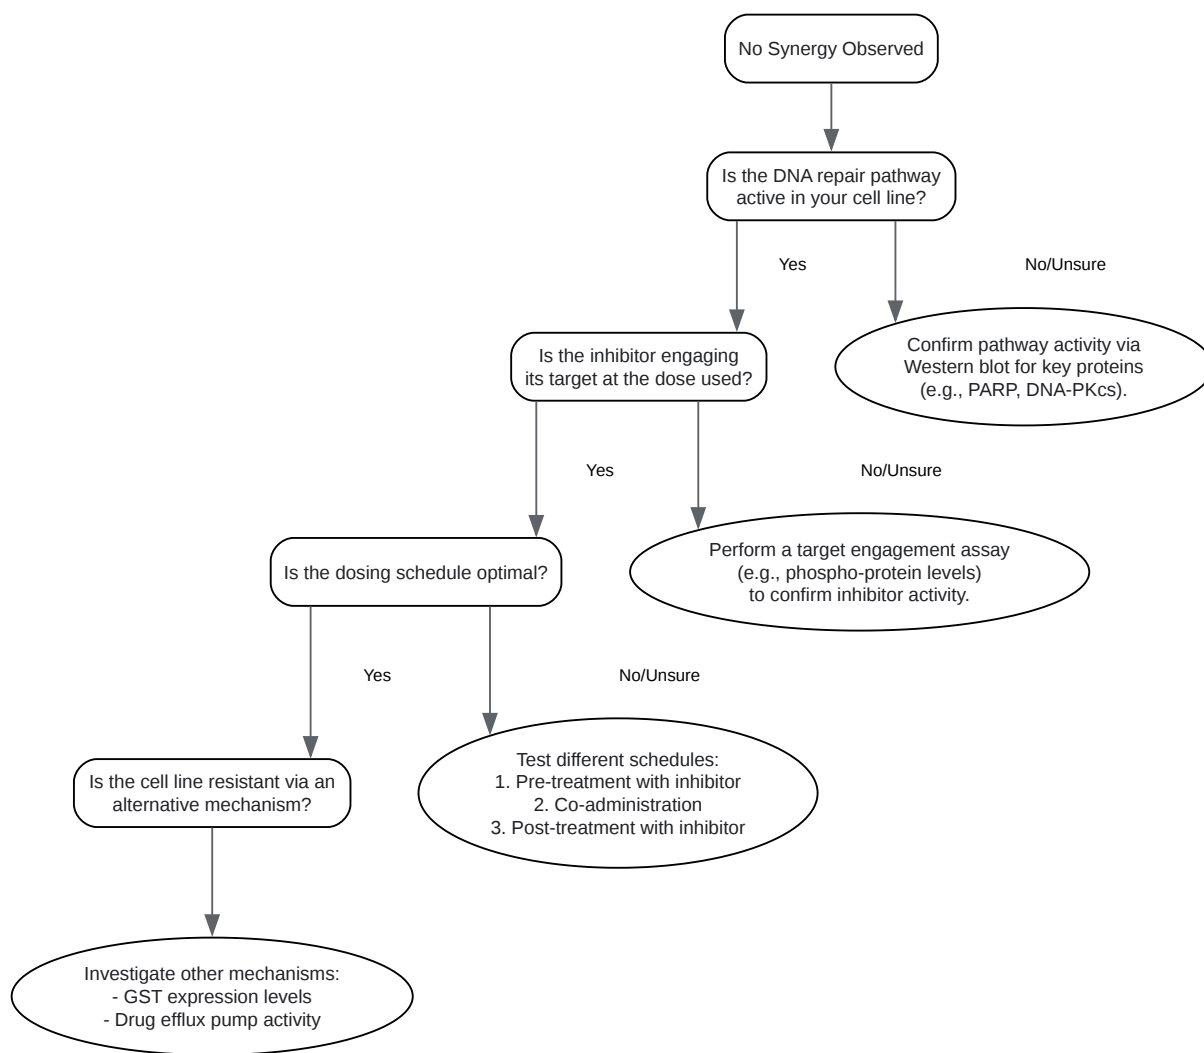 No Synergy Observed
Is the DNA repair pathway
active in your cell line?
Yes
No/Unsure
Is the inhibitor engaging
its target at the dose used?
Confirm pathway activity via
Western blot for key proteins
(e.g., PARP, DNA-PKcs).
Yes
No/Unsure
Is the dosing schedule optimal?
Perform a target engagement assay
(e.g., phospho-protein levels)
to confirm inhibitor activity.
Yes
No/Unsure
Is the cell line resistant via an
alternative mechanism?
Test different schedules:
1. Pre-treatment with inhibitor
2. Co-administration
3. Post-treatment with inhibitor
Investigate other mechanisms:
- GST expression levels
- Drug efflux pump activity